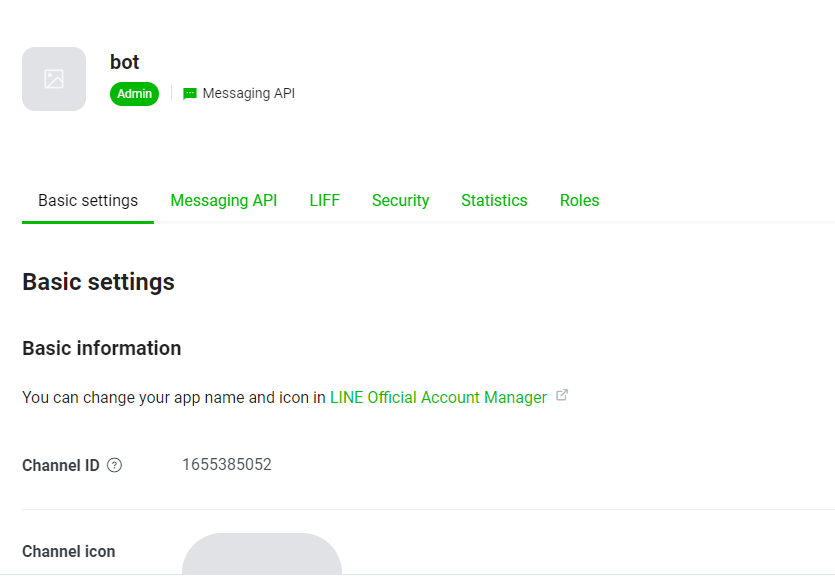 bot
Admin
Messaging API
Basic settings Messaging API LIFF Security Statistics Roles
Basic settings
Basic information
You can change your app name and icon in LINE Official Account Manager
Channel ID ? 1655385052
Channel icon